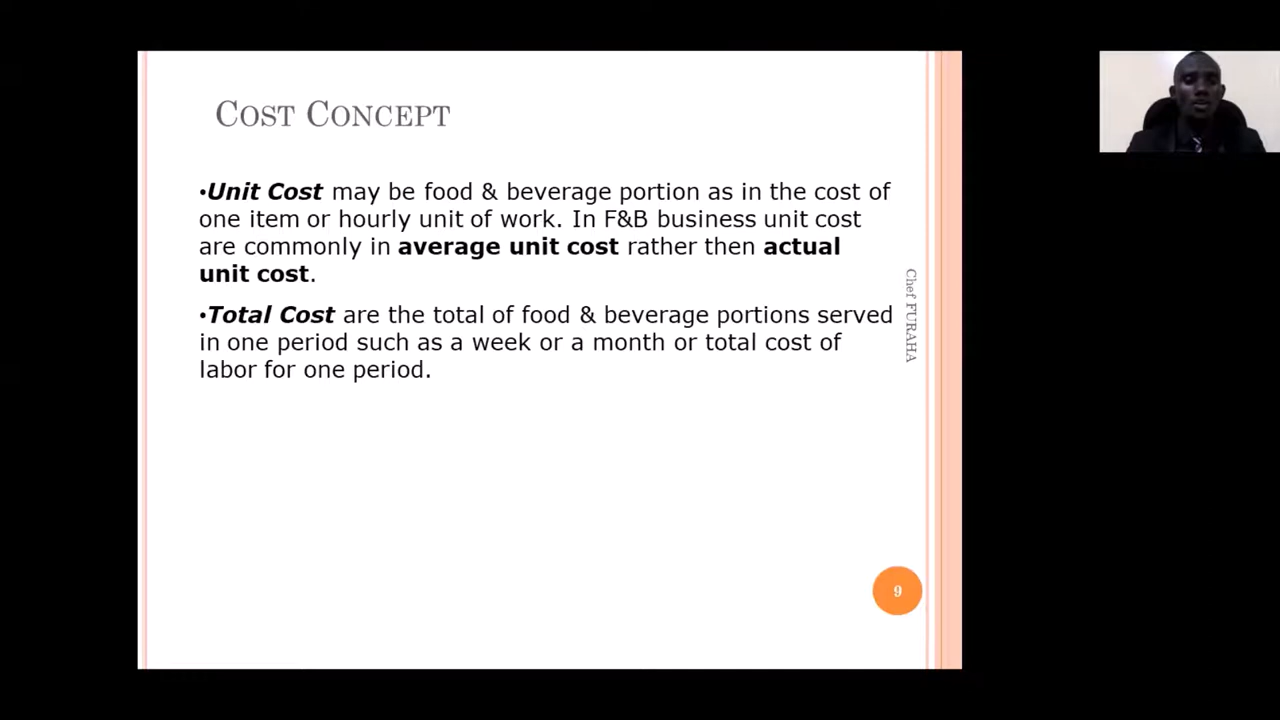 COST CONCEPT
•Unit Cost may be food & beverage portion as in the cost of
one item or hourly unit of work. In F&B business unit cost
are commonly in average unit cost rather then actual
unit cost.
•Total Cost are the total of food & beverage portions served
in one period such as a week or a month or total cost of
labor for one period.
Chef FURAHA
9